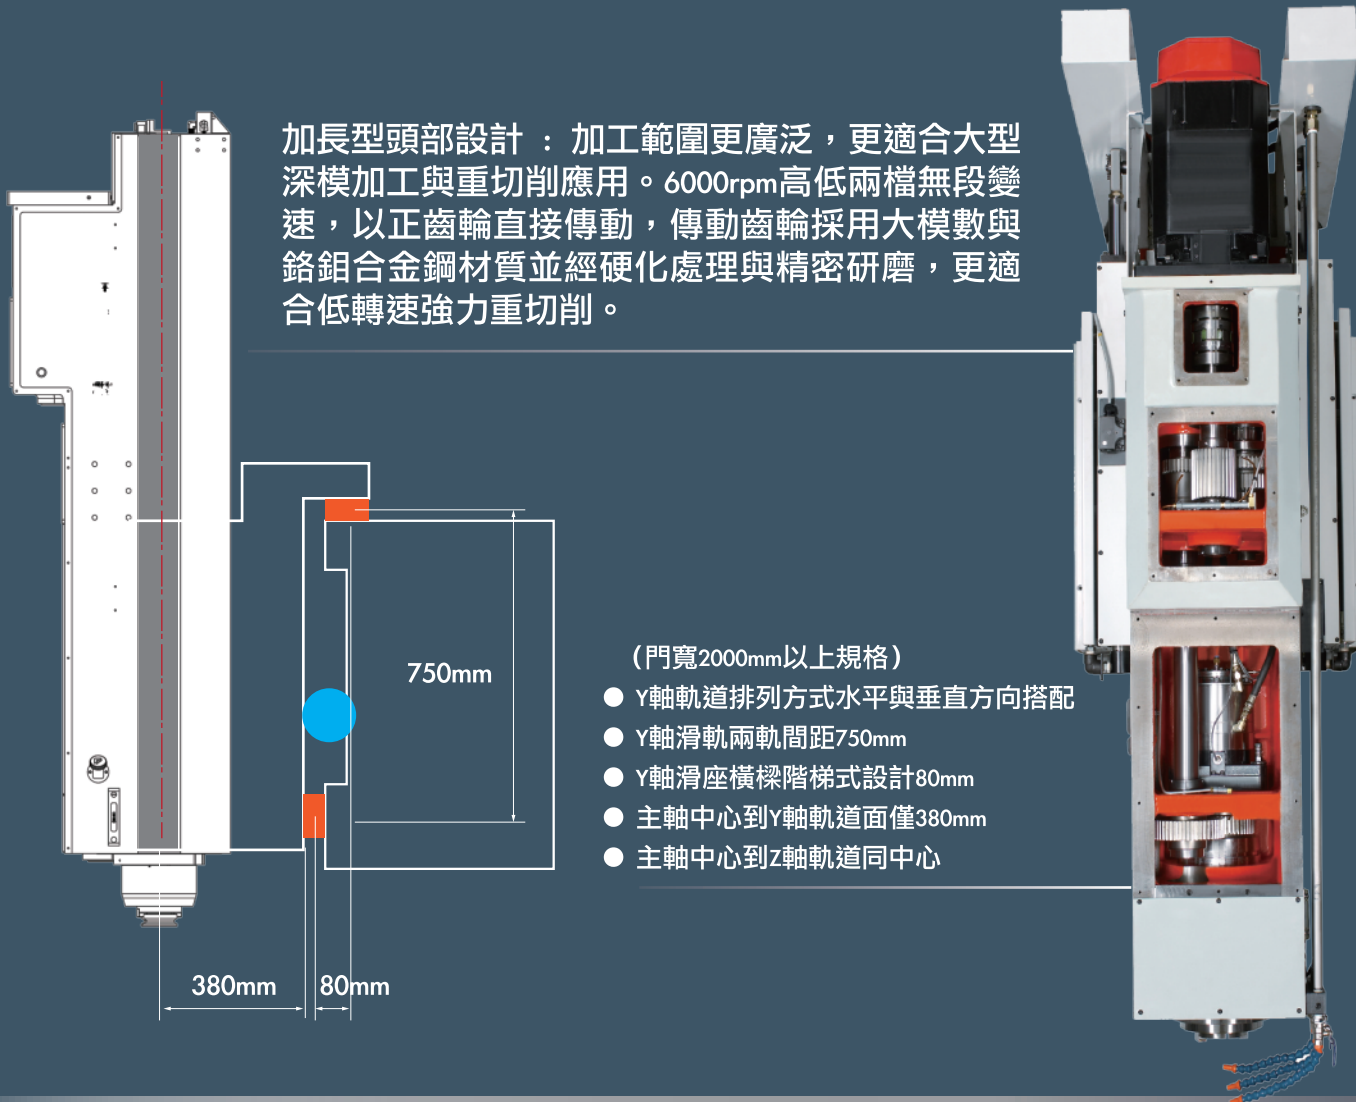 加長型頭部設計 : 加工範圍更廣泛，更適合大型
深模加工與重切削應用。6000rpm高低兩檔無段變
速，以正齒輪直接傳動，傳動齒輪採用大模數與
鉻鉬合金鋼材質並經硬化處理與精密研磨，更適
合低轉速強力重切削。
750mm
（門寬2000mm以上規格）
● Y軸軌道排列方式水平與垂直方向搭配
● Y軸滑軌兩軌間距750mm
● Y軸滑座橫樑階梯式設計80mm
● 主軸中心到Y軸軌道面僅380mm
● 主軸中心到Z軸軌道同中心
380mm
80mm